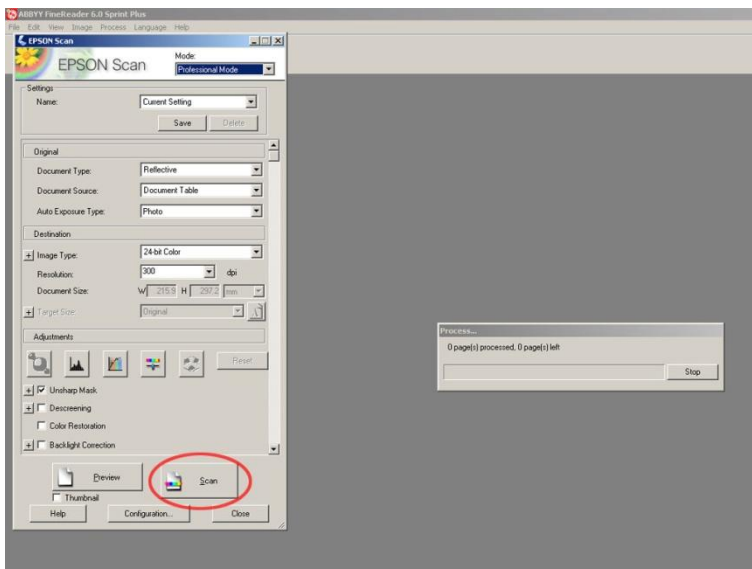 ABBYY FineReader 6.0 Sprint Plus
File Edit View Image Process Language Help
EPSON Scan
EPSON Scan
Mode:
Professional Mode
Settings
Name: Current Setting
Save Delete
Original
Document Type: Reflective
Document Source: Document Table
Auto Exposure Type: Photo
Destination
Image Type: 24-bit Color
Resolution: 300 dpi
Document Size: W 215.9 H 297.2 mm
Target Size: Original
Adjustments
Reset
Unsharp Mask
Descreening
Color Restoration
Backlight Correction
Preview Scan
Thumbnail
Help Configuration... Close
Process...
0 page(s) processed, 0 page(s) left
Stop